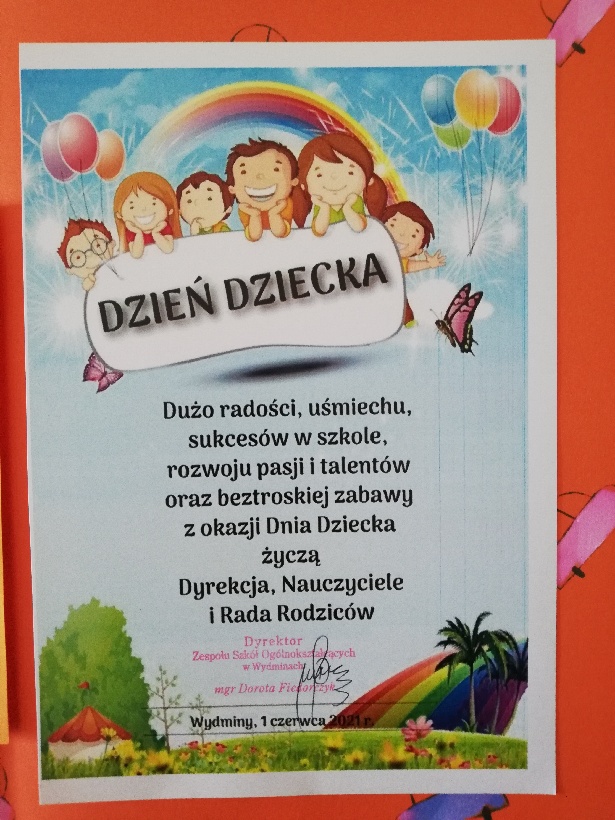 DZIEŃ DZIECKA
Dużo radości, uśmiechu,
sukcesów w szkole,
rozwoju pasji i talentów
oraz beztroskiej zabawy
z okazji Dnia Dziecka
życzą
Dyrekcja, Nauczyciele
i Rada Rodziców
Dyrektor
Zespołu Szkół Ogólnokształcących
w Wydminach
mgr Dorota Fiedorczyk
Wydminy, 1 czerwca 2021 r.